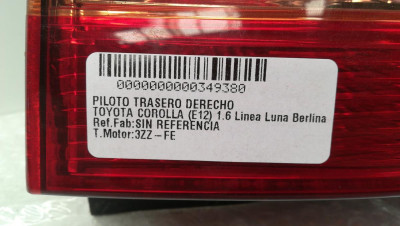 0000000000349380
PILOTO TRASERO DERECHO
TOYOTA COROLLA (E12) 1.6 Linea Luna Berlina
Ref.Fab:SIN REFERENCIA
T.Motor:3ZZ-FE